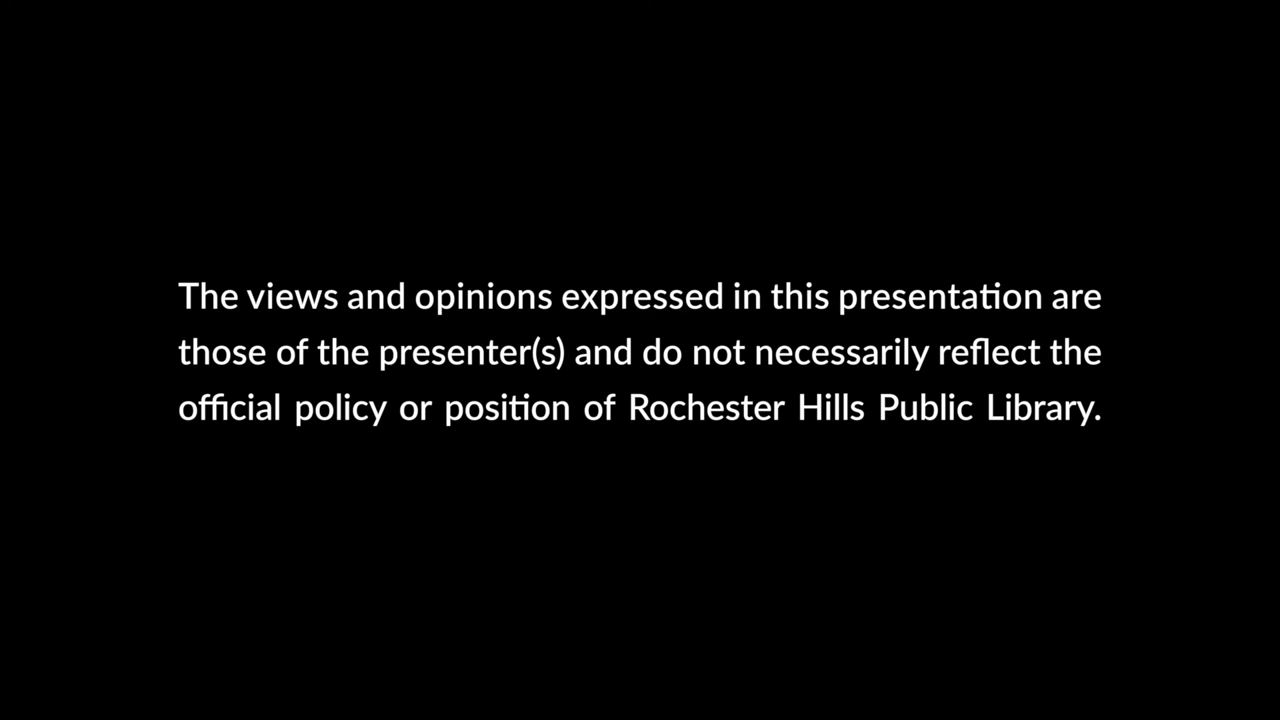 The views and opinions expressed in this presentation are
those of the presenter(s) and do not necessarily reflect the
official policy or position of Rochester Hills Public Library.